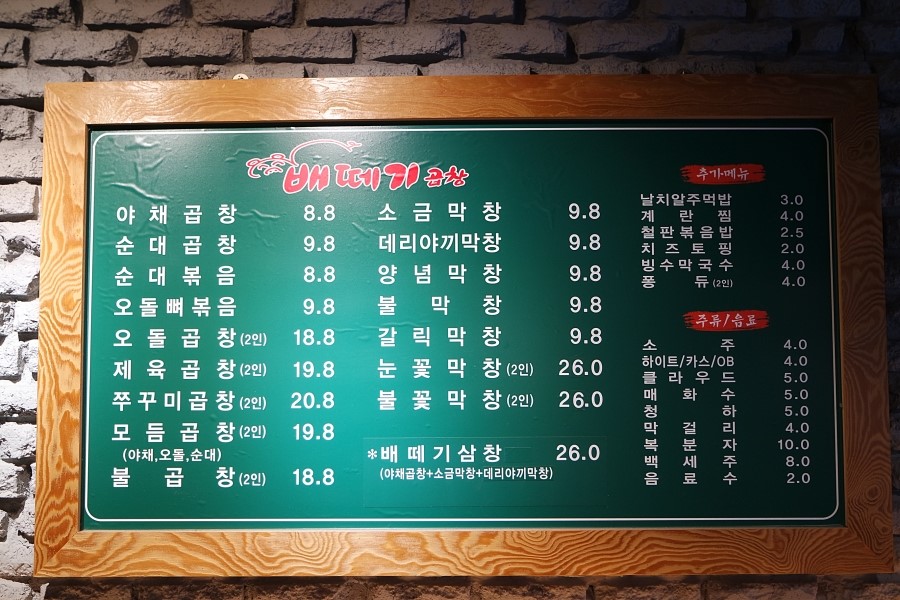 배떼기 곱창
야채곱창 8.8
순대곱창 9.8
순대볶음 8.8
오돌뼈볶음 9.8
오돌곱창(2인) 18.8
제육곱창(2인) 19.8
쭈꾸미곱창(2인) 20.8
모듬곱창(2인) 19.8
(야채,오돌,순대)
불곱창(2인) 18.8
소금막창 9.8
데리야끼막창 9.8
양념막창 9.8
불막창 9.8
갈릭막창 9.8
눈꽃막창(2인) 26.0
불꽃막창(2인) 26.0
*배떼기삼창 26.0
(야채곱창+소금막창+데리야끼막창)
추가메뉴
날치알주먹밥 3.0
계란찜 4.0
철판볶음밥 2.5
치즈토핑 2.0
빙수막국수 4.0
퐁듀(2인) 4.0
주류/음료
소주 4.0
하이트/카스/OB 4.0
클라우드 5.0
매화수 5.0
청하 5.0
막걸리 4.0
복분자 10.0
백세주 8.0
음료수 2.0